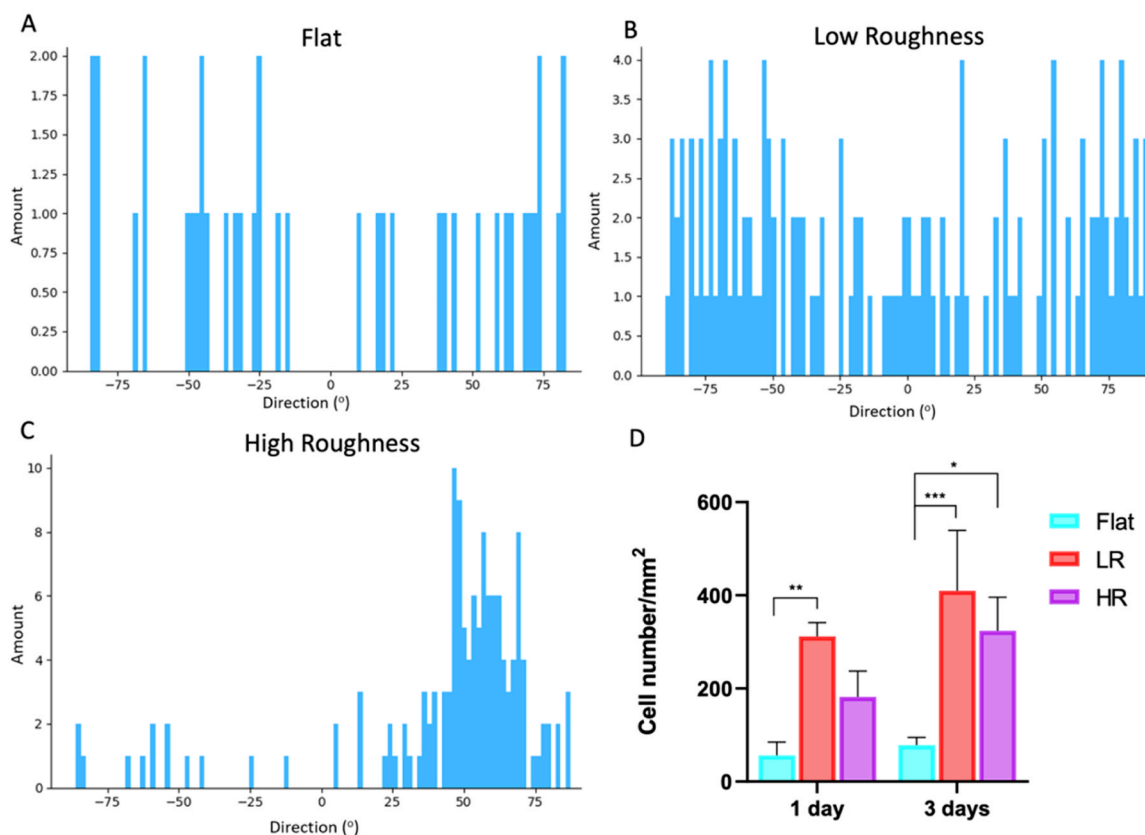 A
Flat
2.00
1.75
1.50
1.25
1.00
0.75
0.50
0.25
0.00
Amount
−75
−50
−25
0
25
50
75
Direction (°)
B
Low Roughness
4.0
3.5
3.0
2.5
2.0
1.5
1.0
0.5
0.0
Amount
−75
−50
−25
0
25
50
75
Direction (°)
C
High Roughness
10
8
6
4
2
0
Amount
−75
−50
−25
0
25
50
75
Direction (°)
D
600
400
200
0
Cell number/mm²
**
***
*
1 day
3 days
Flat
LR
HR